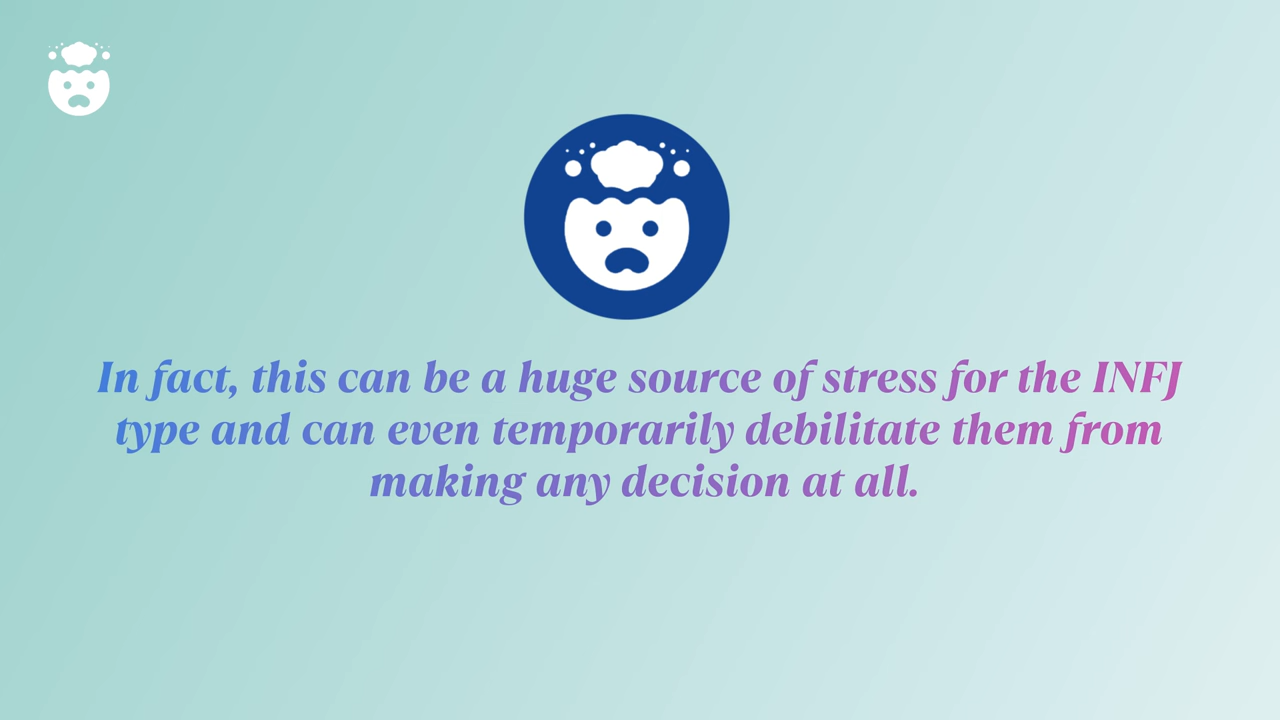 In fact, this can be a huge source of stress for the INFJ
type and can even temporarily debilitate them from
making any decision at all.